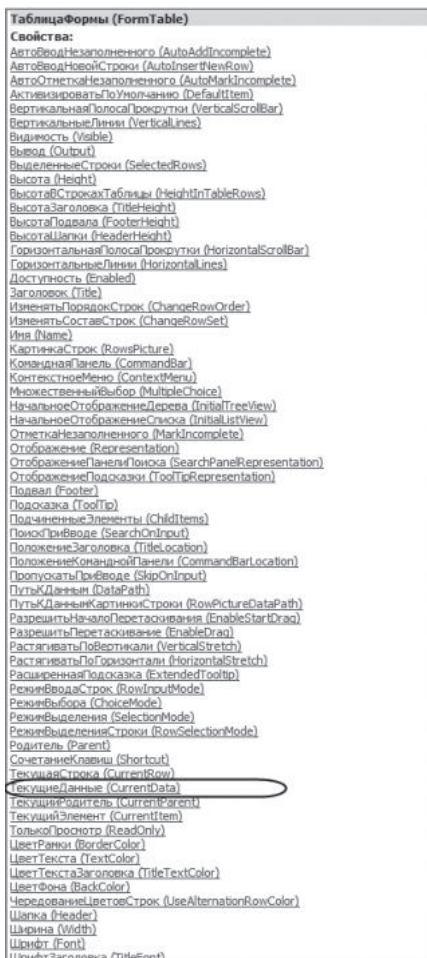 ТаблицаФормы (FormTable)
Свойства:
АвтоВводНезаполненного (AutoAddIncomplete)
АвтоВводНовойСтроки (AutoInsertNewRow)
АвтоОтметкаНезаполненного (AutoMarkIncomplete)
АктивизироватьПоУмолчанию (DefaultItem)
ВертикальнаяПолосаПрокрутки (VerticalScrollBar)
ВертикальныеЛинии (VerticalLines)
Видимость (Visible)
Вывод (Output)
ВыделенныеСтроки (SelectedRows)
Высота (Height)
ВысотаВСтрокахТаблицы (HeightInTableRows)
ВысотаЗаголовка (TitleHeight)
ВысотаПодвала (FooterHeight)
ВысотаШапки (HeaderHeight)
ГоризонтальнаяПолосаПрокрутки (HorizontalScrollBar)
ГоризонтальныеЛинии (HorizontalLines)
Доступность (Enabled)
Заголовок (Title)
ИзменятьПорядокСтрок (ChangeRowOrder)
ИзменятьСоставСтрок (ChangeRowSet)
Имя (Name)
КартинкаСтрок (RowsPicture)
КоманднаяПанель (CommandBar)
КонтекстноеМеню (ContextMenu)
МножественныйВыбор (MultipleChoice)
НачальноеОтображениеДерева (InitialTreeView)
НачальноеОтображениеСписка (InitialListView)
ОтметкаНезаполненного (MarkIncomplete)
Отображение (Representation)
ОтображениеПанелиПоиска (SearchPanelRepresentation)
ОтображениеПодсказки (ToolTipRepresentation)
Подвал (Footer)
Подсказка (ToolTip)
ПодчиненныеЭлементы (ChildItems)
ПоискПриВводе (SearchOnInput)
ПоложениеЗаголовка (TitleLocation)
ПоложениеКоманднойПанели (CommandBarLocation)
ПропускатьПриВводе (SkipOnInput)
ПутьКДанным (DataPath)
ПутьКДаннымКартинкиСтроки (RowPictureDataPath)
РазрешитьНачалоПеретаскивания (EnableStartDrag)
РазрешитьПеретаскивание (EnableDrag)
РастягиватьПоВертикали (VerticalStretch)
РастягиватьПоГоризонтали (HorizontalStretch)
РасширеннаяПодсказка (ExtendedTooltip)
РежимВводаСтрок (RowInputMode)
РежимВыбора (ChoiceMode)
РежимВыделения (SelectionMode)
РежимВыделенияСтроки (RowSelectionMode)
Родитель (Parent)
СочетаниеКлавиш (Shortcut)
ТекущаяСтрока (CurrentRow)
ТекущиеДанные (CurrentData)
ТекущийРодитель (CurrentParent)
ТекущийЭлемент (CurrentItem)
ТолькоПросмотр (ReadOnly)
ЦветРамки (BorderColor)
ЦветТекста (TextColor)
ЦветТекстаЗаголовка (TitleTextColor)
ЦветФона (BackColor)
ЧередованиеЦветовСтрок (UseAlternationRowColor)
Шапка (Header)
Ширина (Width)
Шрифт (Font)
ШрифтЗаголовка (TitleFont)